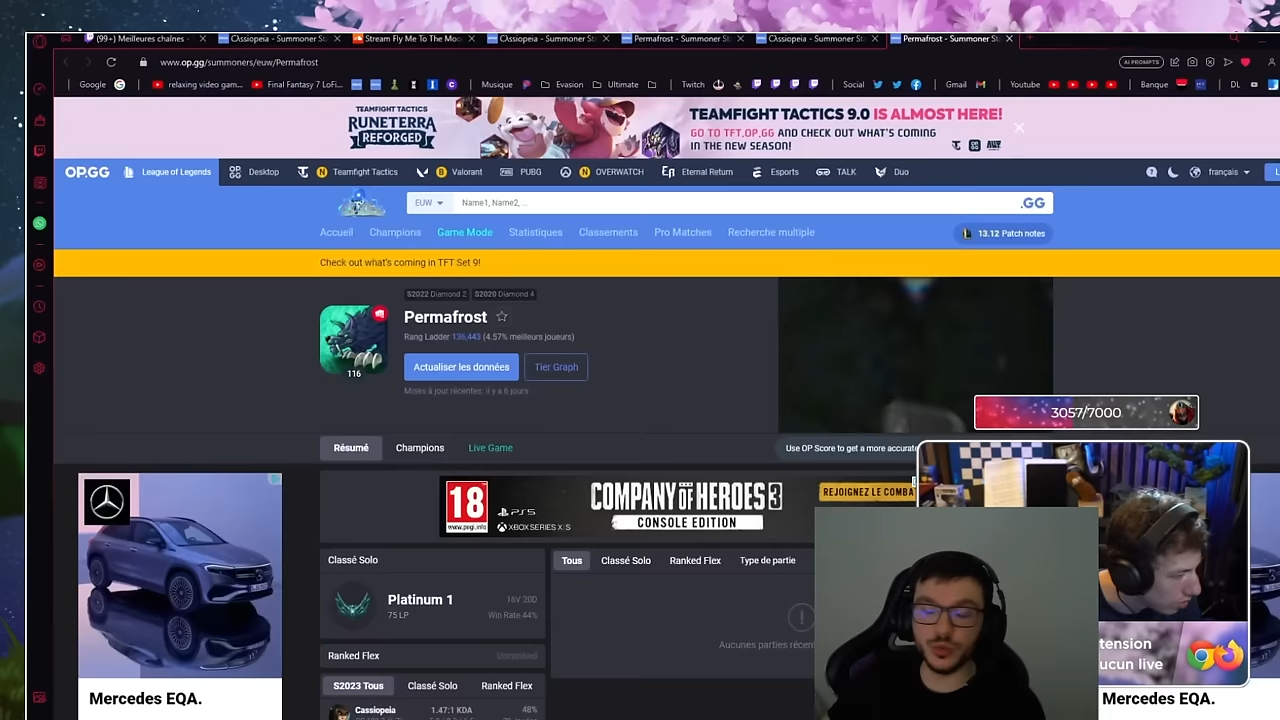 (99+) Meilleures chaînes -
Cassiopeia - Summoner St
Stream Fly Me To The Moo
Cassiopeia - Summoner St
Permafrost - Summoner St
Cassiopeia - Summoner St
Permafrost - Summoner St
www.op.gg/summoners/euw/Permafrost
AI PROMPTS
Google
relaxing video gam...
Final Fantasy 7 LoFi...
Musique
Evasion
Ultimate
Twitch
Social
Gmail
Youtube
Banque
DL
TEAMFIGHT TACTICS
RUNETERRA
REFORGED
TEAMFIGHT TACTICS 9.0 IS ALMOST HERE!
GO TO TFT.OP.GG AND CHECK OUT WHAT'S COMING
IN THE NEW SEASON!
OP.GG
League of Legends
Desktop
Teamfight Tactics
Valorant
PUBG
OVERWATCH
Eternal Return
Esports
TALK
Duo
français
EUW
Name1, Name2, ...
.GG
Accueil
Champions
Game Mode
Statistiques
Classements
Pro Matches
Recherche multiple
13.12 Patch notes
Check out what's coming in TFT Set 9!
S2022 Diamond 2
S2020 Diamond 4
Permafrost
Rang Ladder 136,443 (4.57% meilleurs joueurs)
116
Actualiser les données
Tier Graph
Mises à jour récentes: il y a 6 jours
3057/7000
Résumé
Champions
Live Game
Use OP Score to get a more accurate
18
www.pegi.info
PS5
XBOX SERIES X|S
COMPANY OF HEROES 3
CONSOLE EDITION
REJOIGNEZ LE COMBA
Classé Solo
Platinum 1
75 LP
16V 20D
Win Rate 44%
Tous
Classé Solo
Ranked Flex
Type de partie
Aucunes parties récen
Ranked Flex
Unranked
S2023 Tous
Classé Solo
Ranked Flex
Cassiopeia
1.47:1 KDA
48%
Mercedes EQA.
tension
ucun live
Mercedes EQA.